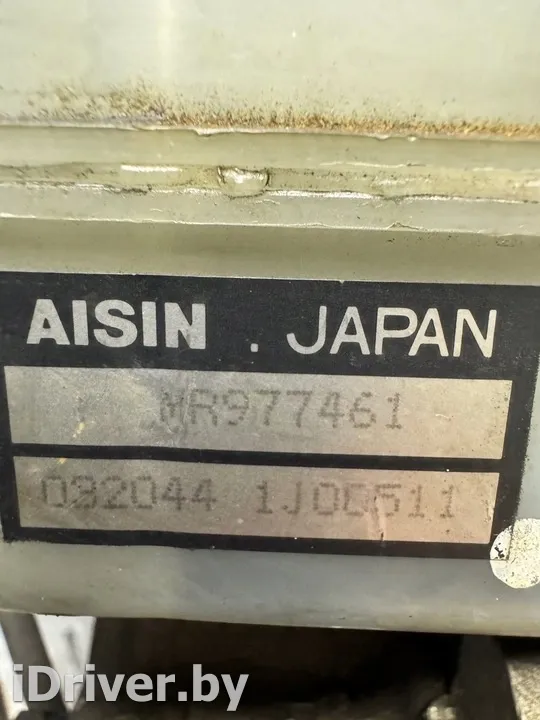 AISIN . JAPAN
MR977461
092044 1J00511
iDriver.by